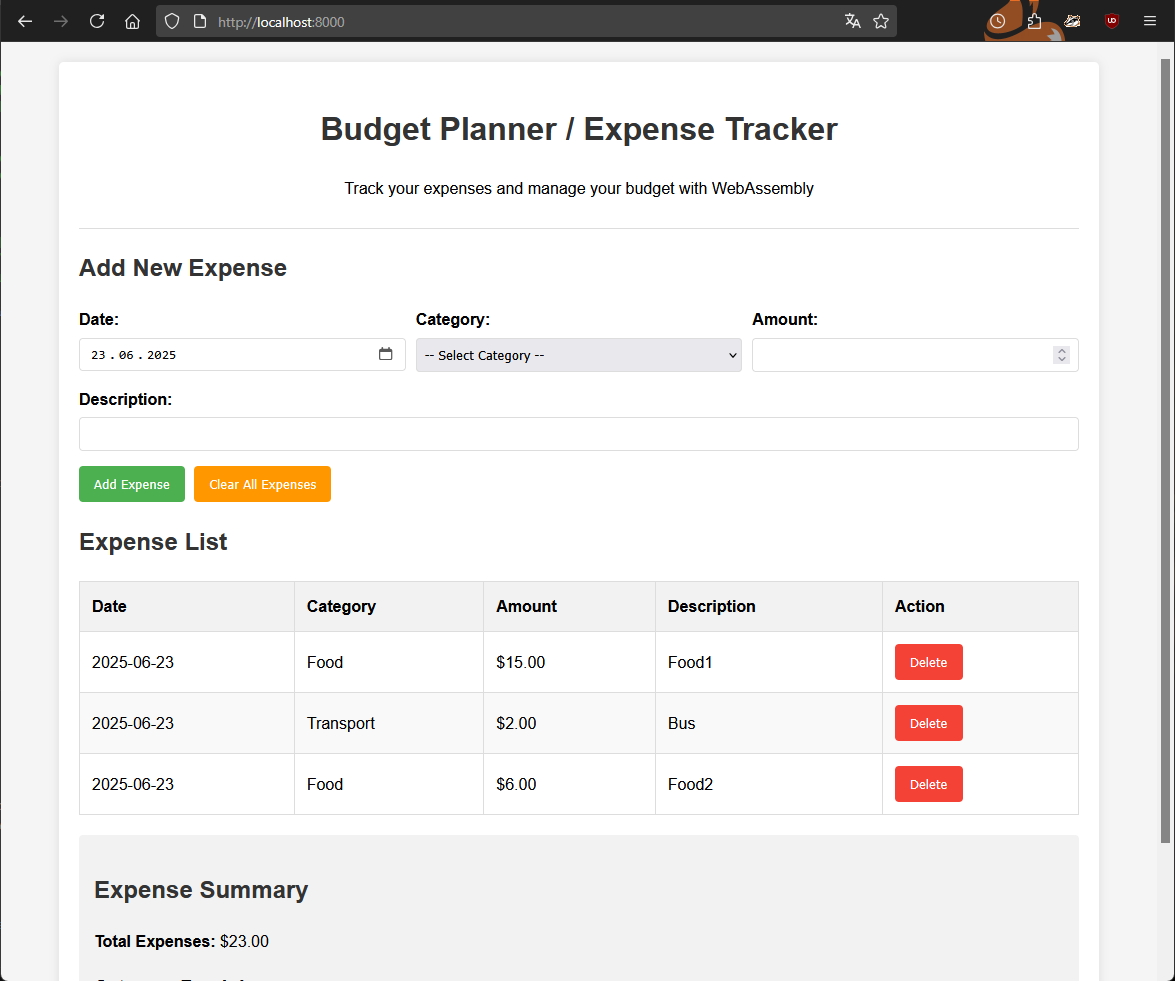 http://localhost:8000
Budget Planner / Expense Tracker
Track your expenses and manage your budget with WebAssembly
Add New Expense
Date: Category: Amount:
23 . 06 . 2025 -- Select Category --
Description:
Add Expense Clear All Expenses
Expense List
Date Category Amount Description Action
2025-06-23 Food $15.00 Food1 Delete
2025-06-23 Transport $2.00 Bus Delete
2025-06-23 Food $6.00 Food2 Delete
Expense Summary
Total Expenses: $23.00